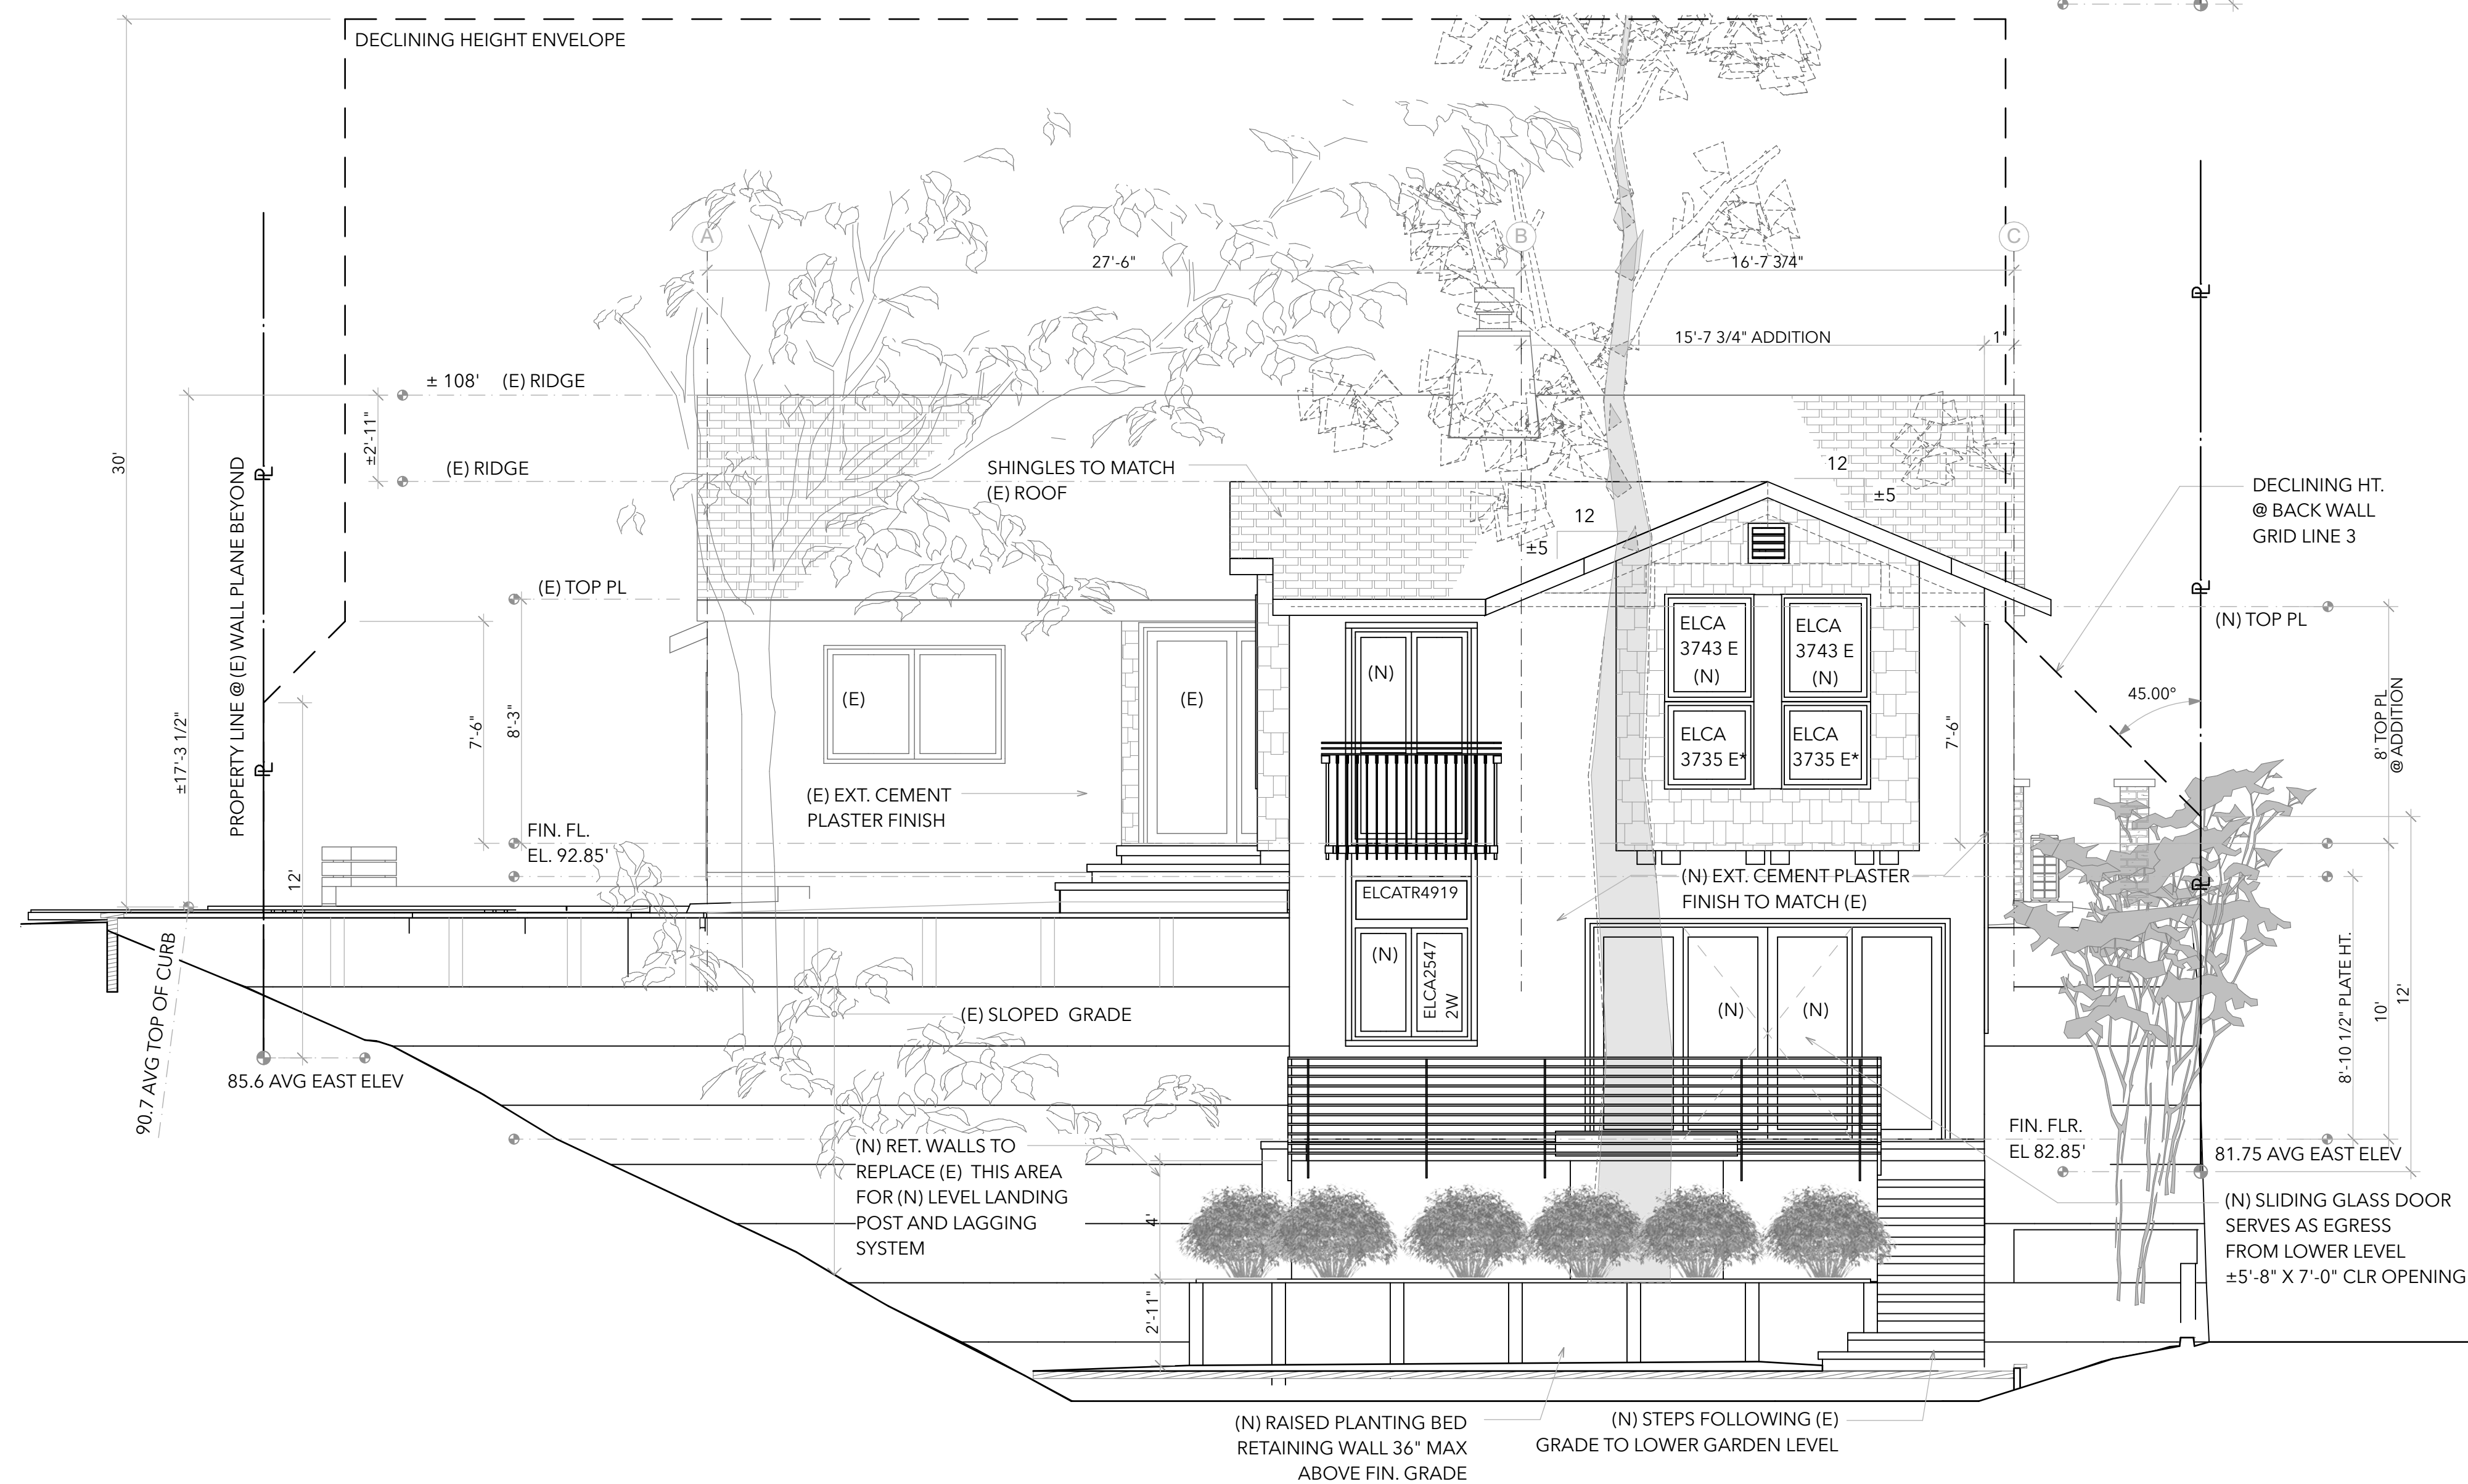 DECLINING HEIGHT ENVELOPE
A
B
C
27'-6"
16'-7 3/4"
15'-7 3/4" ADDITION
1'
30'
± 108' (E) RIDGE
±2'-11"
(E) RIDGE
SHINGLES TO MATCH
(E) ROOF
12
±5
12
±5
DECLINING HT.
@ BACK WALL
GRID LINE 3
PROPERTY LINE @ (E) WALL PLANE BEYOND
PL
PL
PL
PL
PL
(E) TOP PL
(N) TOP PL
±17'-3 1/2"
7'-6"
8'-3"
(E)
(E)
(N)
ELCA
3743 E
(N)
ELCA
3743 E
(N)
ELCA
3735 E*
ELCA
3735 E*
7'-6"
45.00°
8' TOP PL
@ ADDITION
(E) EXT. CEMENT
PLASTER FINISH
FIN. FL.
EL. 92.85'
12'
(N) EXT. CEMENT PLASTER
FINISH TO MATCH (E)
ELCATR4919
(N)
ELCA2547
2W
(N)
(N)
8'-10 1/2" PLATE HT.
10'
12'
90.7 AVG TOP OF CURB
85.6 AVG EAST ELEV
(E) SLOPED GRADE
(N) RET. WALLS TO
REPLACE (E) THIS AREA
FOR (N) LEVEL LANDING
POST AND LAGGING
SYSTEM
4'
2'-11"
FIN. FLR.
EL 82.85'
81.75 AVG EAST ELEV
(N) SLIDING GLASS DOOR
SERVES AS EGRESS
FROM LOWER LEVEL
±5'-8" X 7'-0" CLR OPENING
(N) RAISED PLANTING BED
RETAINING WALL 36" MAX
ABOVE FIN. GRADE
(N) STEPS FOLLOWING (E)
GRADE TO LOWER GARDEN LEVEL